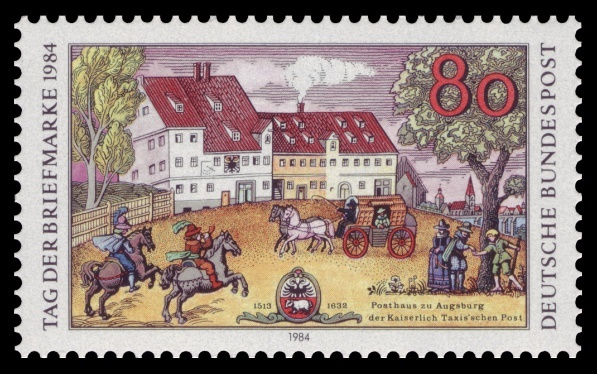 TAG DER BRIEFMARKE 1984
80
DEUTSCHE BUNDESPOST
1513 1632
Posthaus zu Augsburg
der Kaiserlich Taxis'schen Post
1984